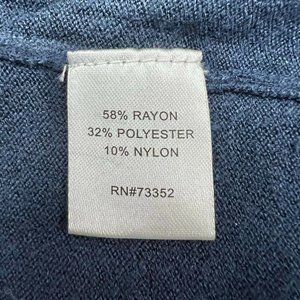 58% RAYON
32% POLYESTER
10% NYLON
RN#73352